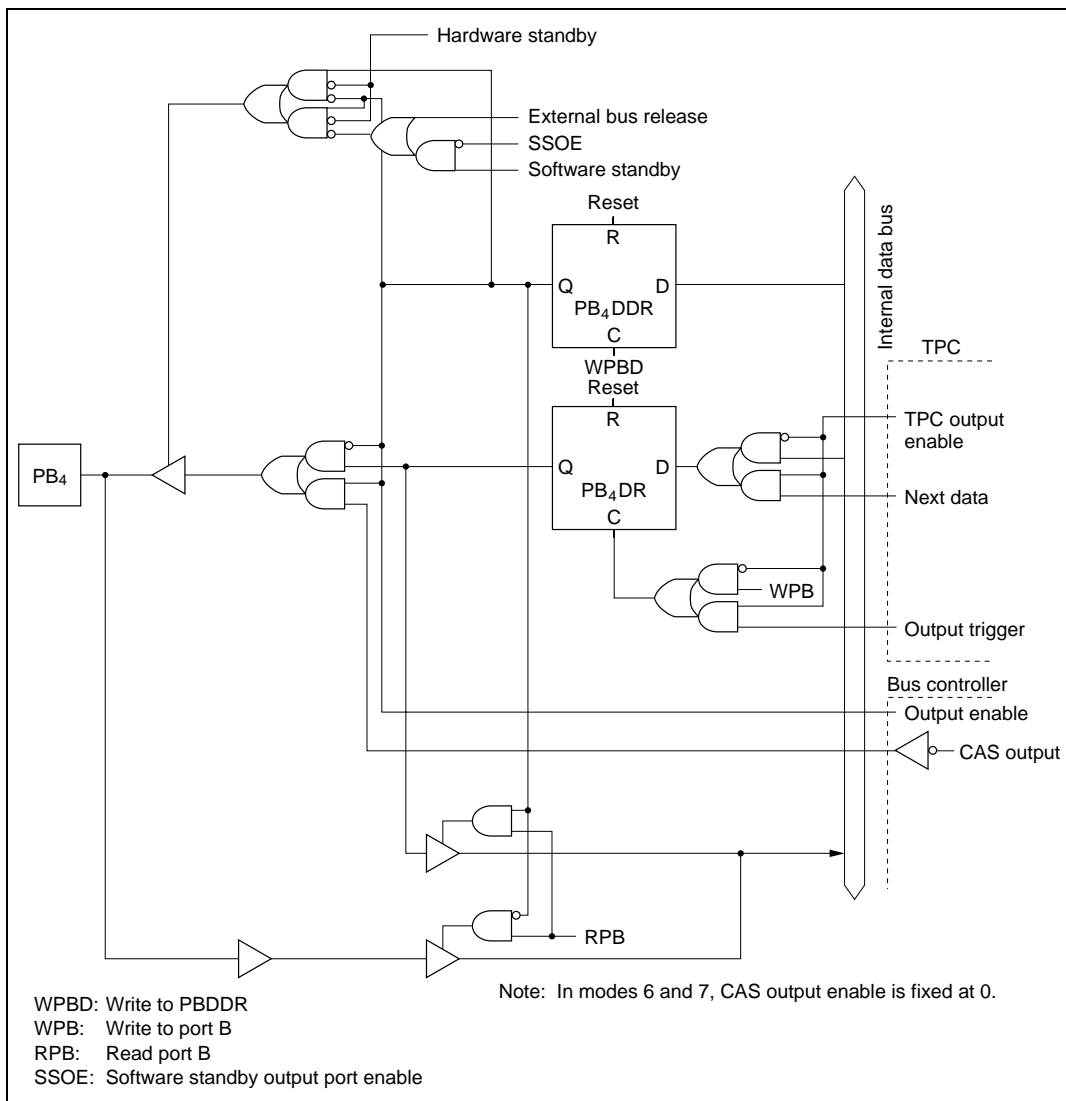 Hardware standby
External bus release
SSOE
Software standby
Reset
R
Q
D
PB₄DDR
C
WPBD
Internal data bus
TPC
Reset
R
TPC output
enable
PB₄
Q
D
PB₄DR
Next data
C
WPB
Output trigger
Bus controller
Output enable
CAS output
RPB
Note: In modes 6 and 7, CAS output enable is fixed at 0.
WPBD: Write to PBDDR
WPB: Write to port B
RPB: Read port B
SSOE: Software standby output port enable